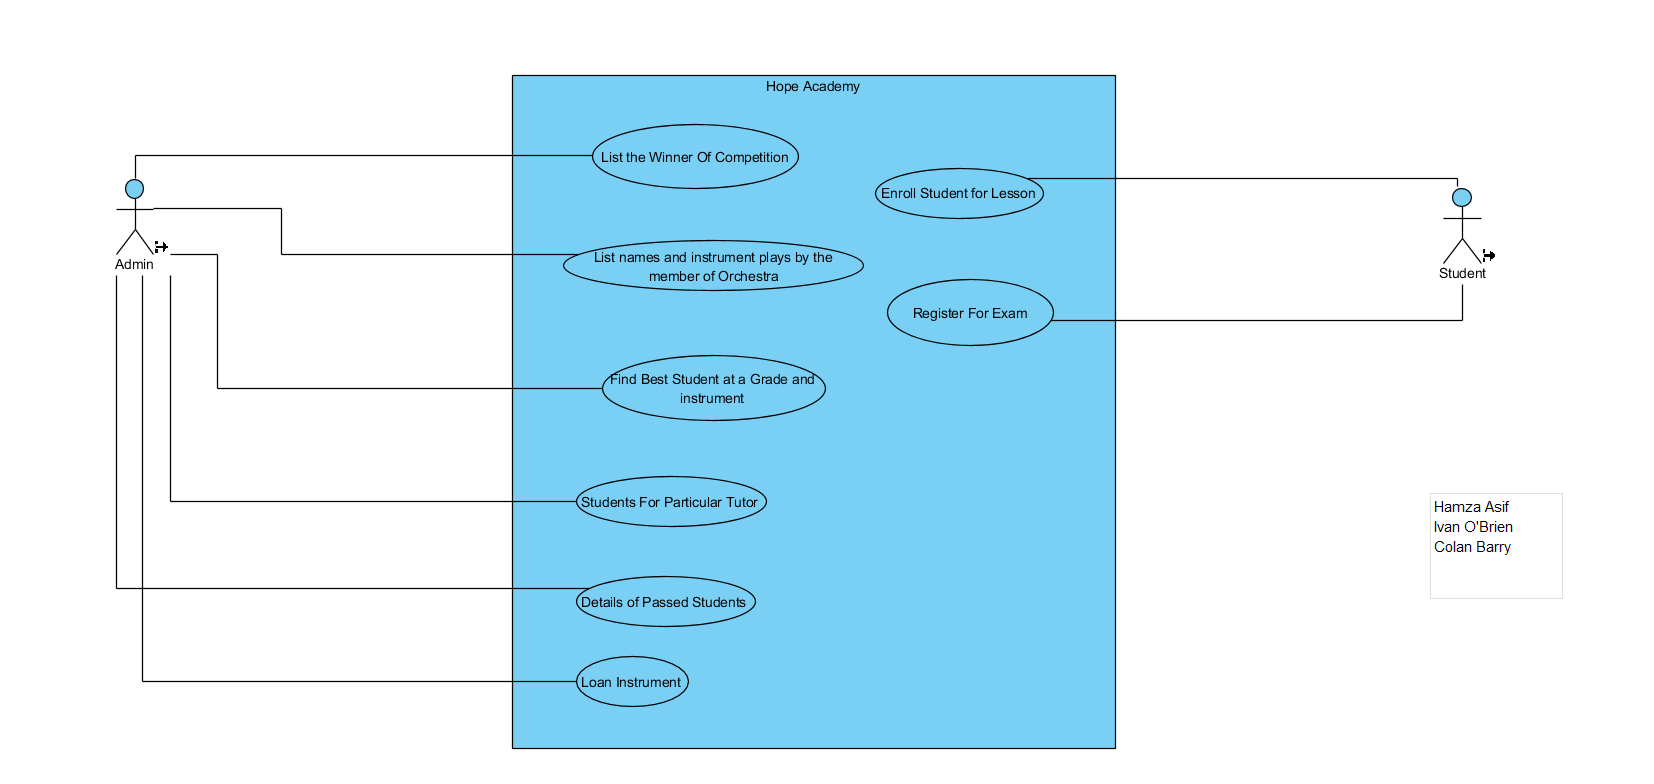 Hope Academy
List the Winner Of Competition
Enroll Student for Lesson
Admin
List names and instrument plays by the
member of Orchestra
Student
Register For Exam
Find Best Student at a Grade and
instrument
Students For Particular Tutor
Hamza Asif
Ivan O'Brien
Colan Barry
Details of Passed Students
Loan Instrument